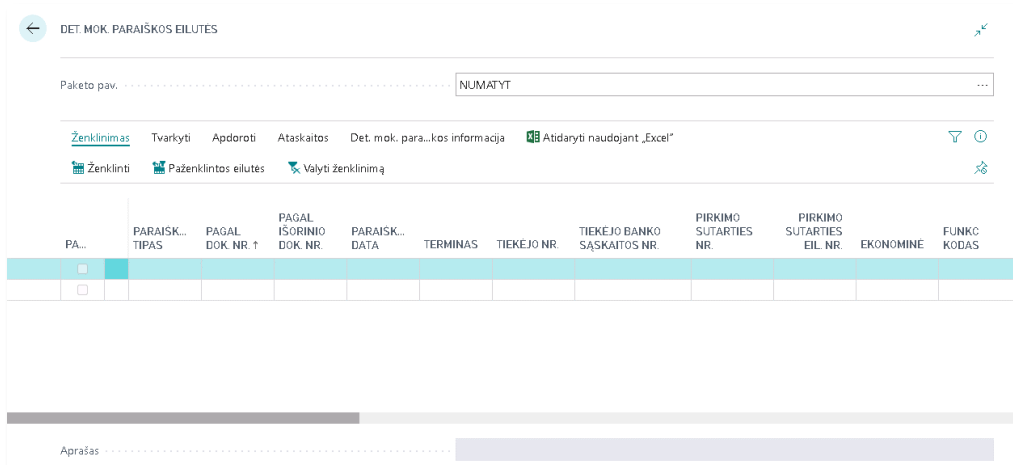 DET. MOK. PARAIŠKOS EILUTĖS
Paketo pav.
NUMATYT
Ženklinimas Tvarkyti Apdoroti Ataskaitos Det. mok. para...kos informacija Atidaryti naudojant „Excel“
Ženklinti Paženklintos eilutės Valyti ženklinimą
PA...
PARAIŠK...
TIPAS
PAGAL
DOK. NR. ↑
PAGAL
IŠORINIO
DOK. NR.
PARAIŠK...
DATA
TERMINAS
TIEKĖJO NR.
TIEKĖJO BANKO
SĄSKAITOS NR.
PIRKIMO
SUTARTIES
NR.
PIRKIMO
SUTARTIES
EIL. NR.
EKONOMINĖ
FUNKC
KODAS
Aprašas